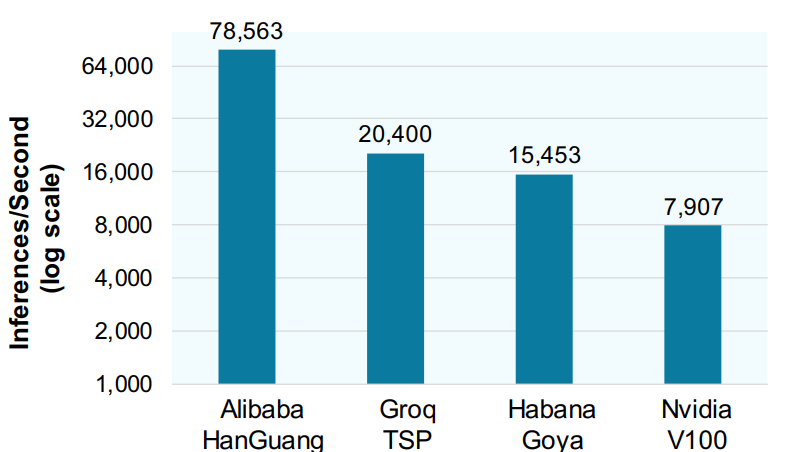 Inferences/Second
(log scale)
64,000
32,000
16,000
8,000
4,000
2,000
1,000
78,563
20,400
15,453
7,907
Alibaba
HanGuang
Groq
TSP
Habana
Goya
Nvidia
V100